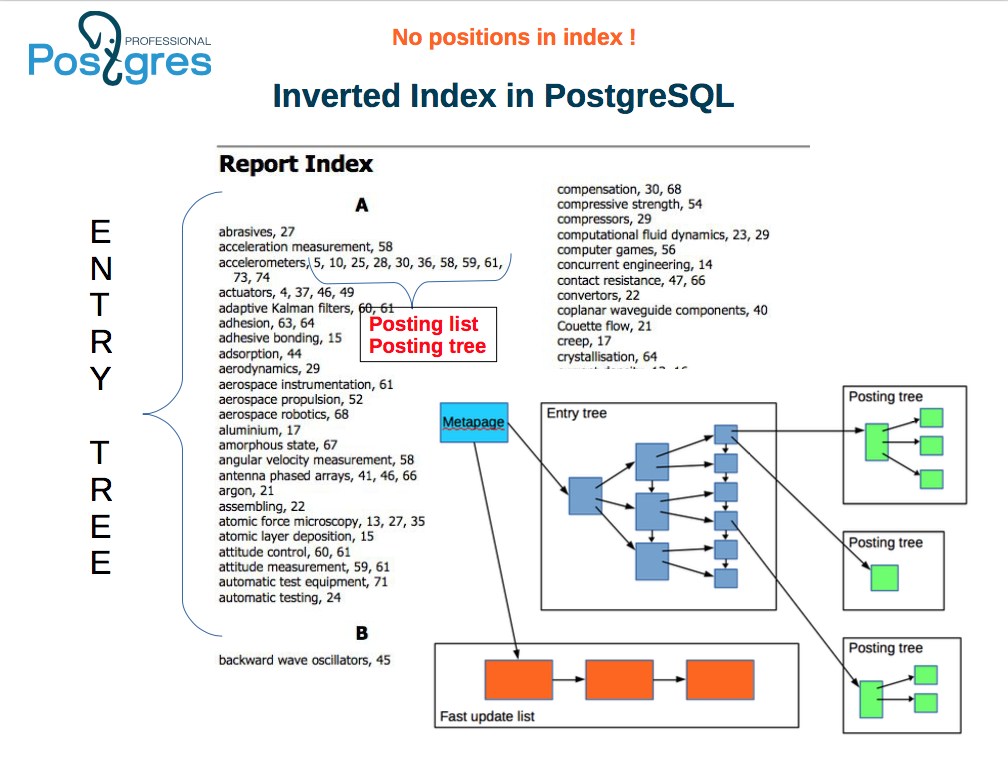 PROFESSIONAL
Postgres
No positions in index !
Inverted Index in PostgreSQL
Report Index
ENTRY TREE
A
abrasives, 27
acceleration measurement, 58
accelerometers, 5, 10, 25, 28, 30, 36, 58, 59, 61,
73, 74
actuators, 4, 37, 46, 49
adaptive Kalman filters, 60, 61
adhesion, 63, 64
adhesive bonding, 15
adsorption, 44
aerodynamics, 29
aerospace instrumentation, 61
aerospace propulsion, 52
aerospace robotics, 68
aluminium, 17
amorphous state, 67
angular velocity measurement, 58
antenna phased arrays, 41, 46, 66
argon, 21
assembling, 22
atomic force microscopy, 13, 27, 35
atomic layer deposition, 15
attitude control, 60, 61
attitude measurement, 59, 61
automatic test equipment, 71
automatic testing, 24
B
backward wave oscillators, 45
Posting list
Posting tree
compensation, 30, 68
compressive strength, 54
compressors, 29
computational fluid dynamics, 23, 29
computer games, 56
concurrent engineering, 14
contact resistance, 47, 66
convertors, 22
coplanar waveguide components, 40
Couette flow, 21
creep, 17
crystallisation, 64
Metapage
Entry tree
Posting tree
Posting tree
Posting tree
Fast update list